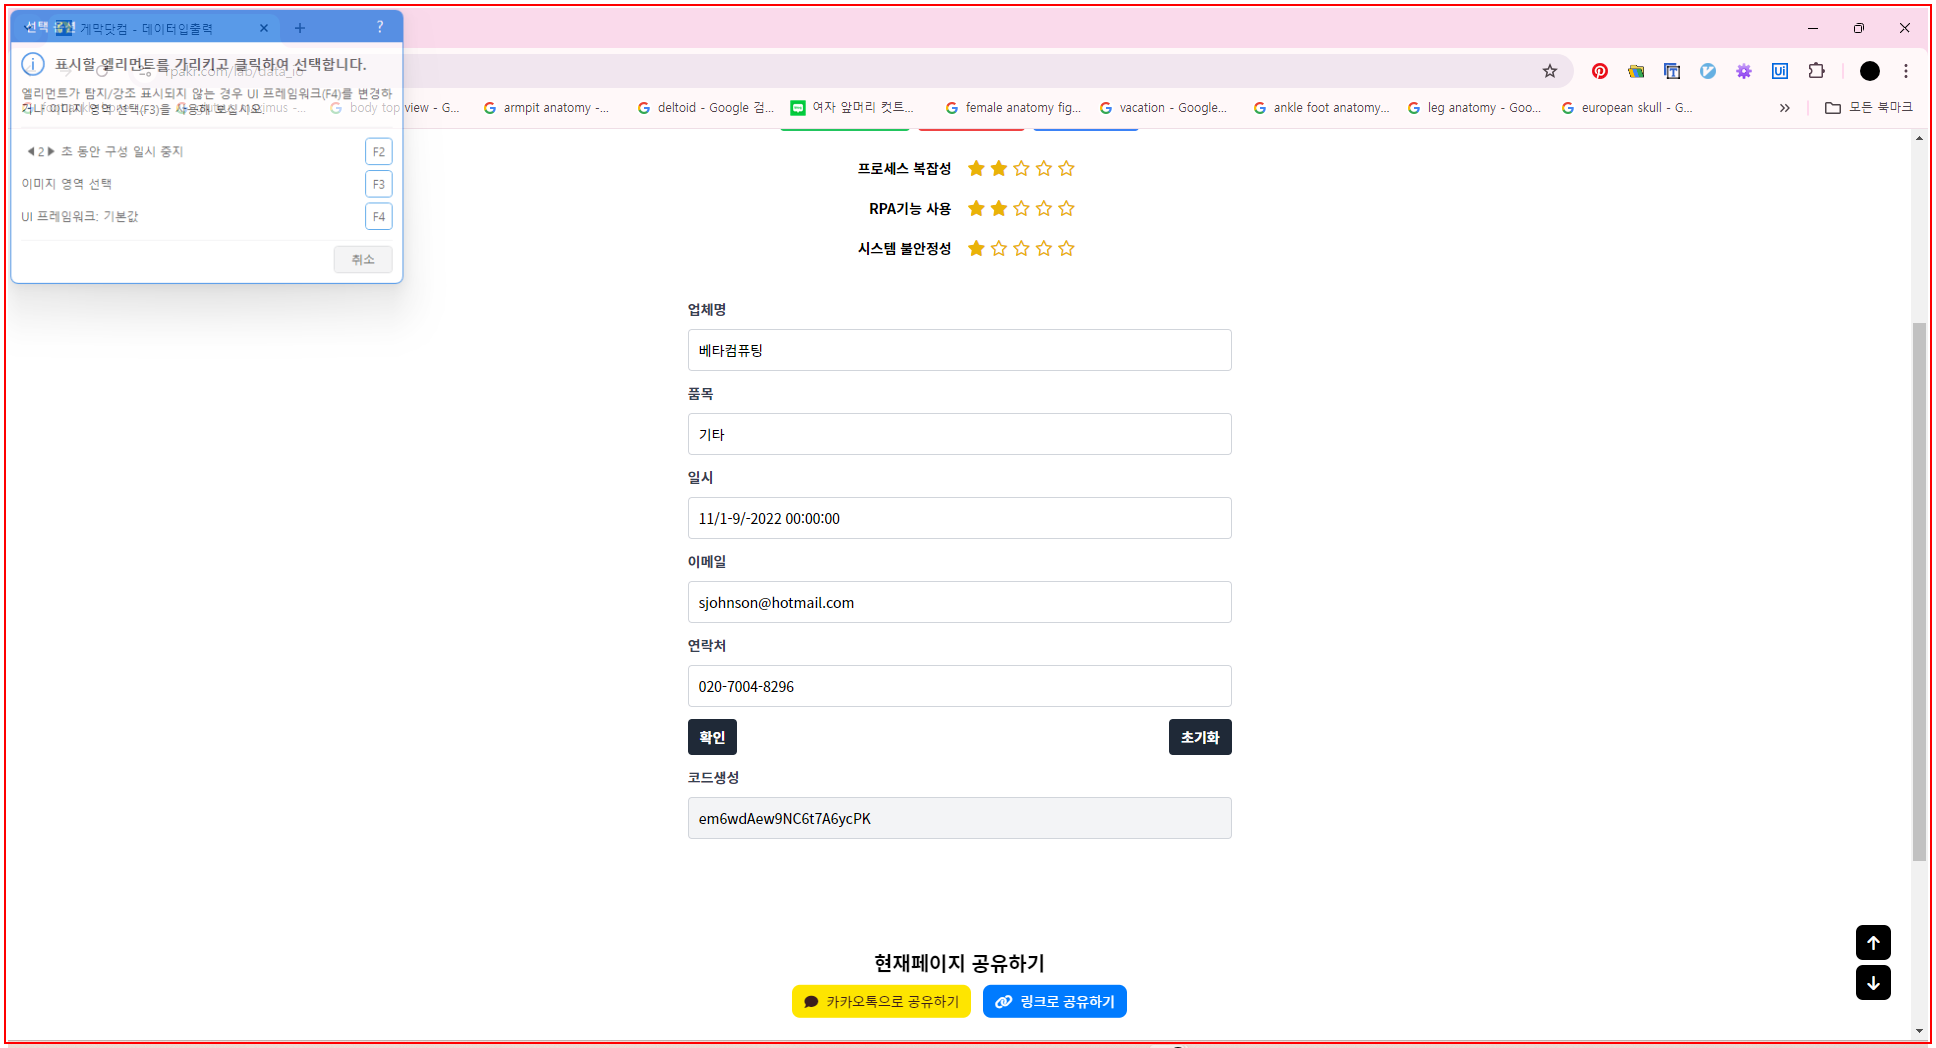 선택 옵션
게막닷컴 - 데이터입출력
?
표시할 엘리먼트를 가리키고 클릭하여 선택합니다.
rpakr.com/lab/data_io
엘리먼트가 탐지/강조 표시되지 않는 경우 UI 프레임워크(F4)를 변경하
거나 이미지 영역 선택(F3)을 사용해 보십시오.
body top view - G...
armpit anatomy -...
deltoid - Google 검...
여자 앞머리 컷트...
female anatomy fig...
vacation - Google...
ankle foot anatomy...
leg anatomy - Goo...
european skull - G...
모든 북마크
2 초 동안 구성 일시 중지
F2
이미지 영역 선택
F3
UI 프레임워크: 기본값
F4
취소
프로세스 복잡성
RPA기능 사용
시스템 불안정성
업체명
베타컴퓨팅
품목
기타
일시
11/1-9/-2022 00:00:00
이메일
sjohnson@hotmail.com
연락처
020-7004-8296
확인
초기화
코드생성
em6wdAew9NC6t7A6ycPK
현재페이지 공유하기
카카오톡으로 공유하기
링크로 공유하기